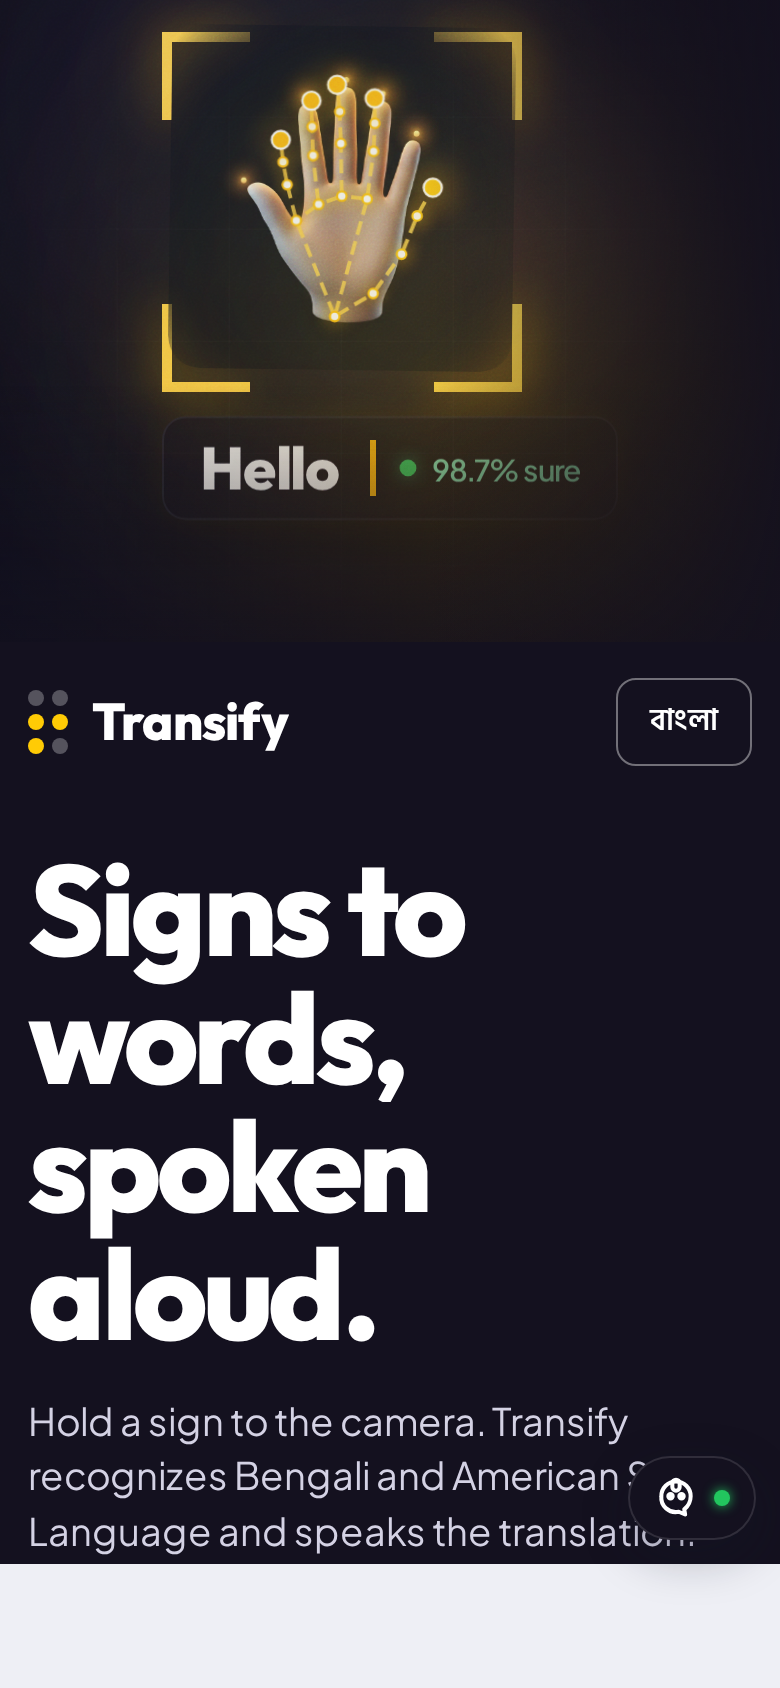 Hello
98.7% sure
Transify
বাংলা
Signs to
words,
spoken
aloud.
Hold a sign to the camera. Transify
recognizes Bengali and American
Language and speaks the translation.